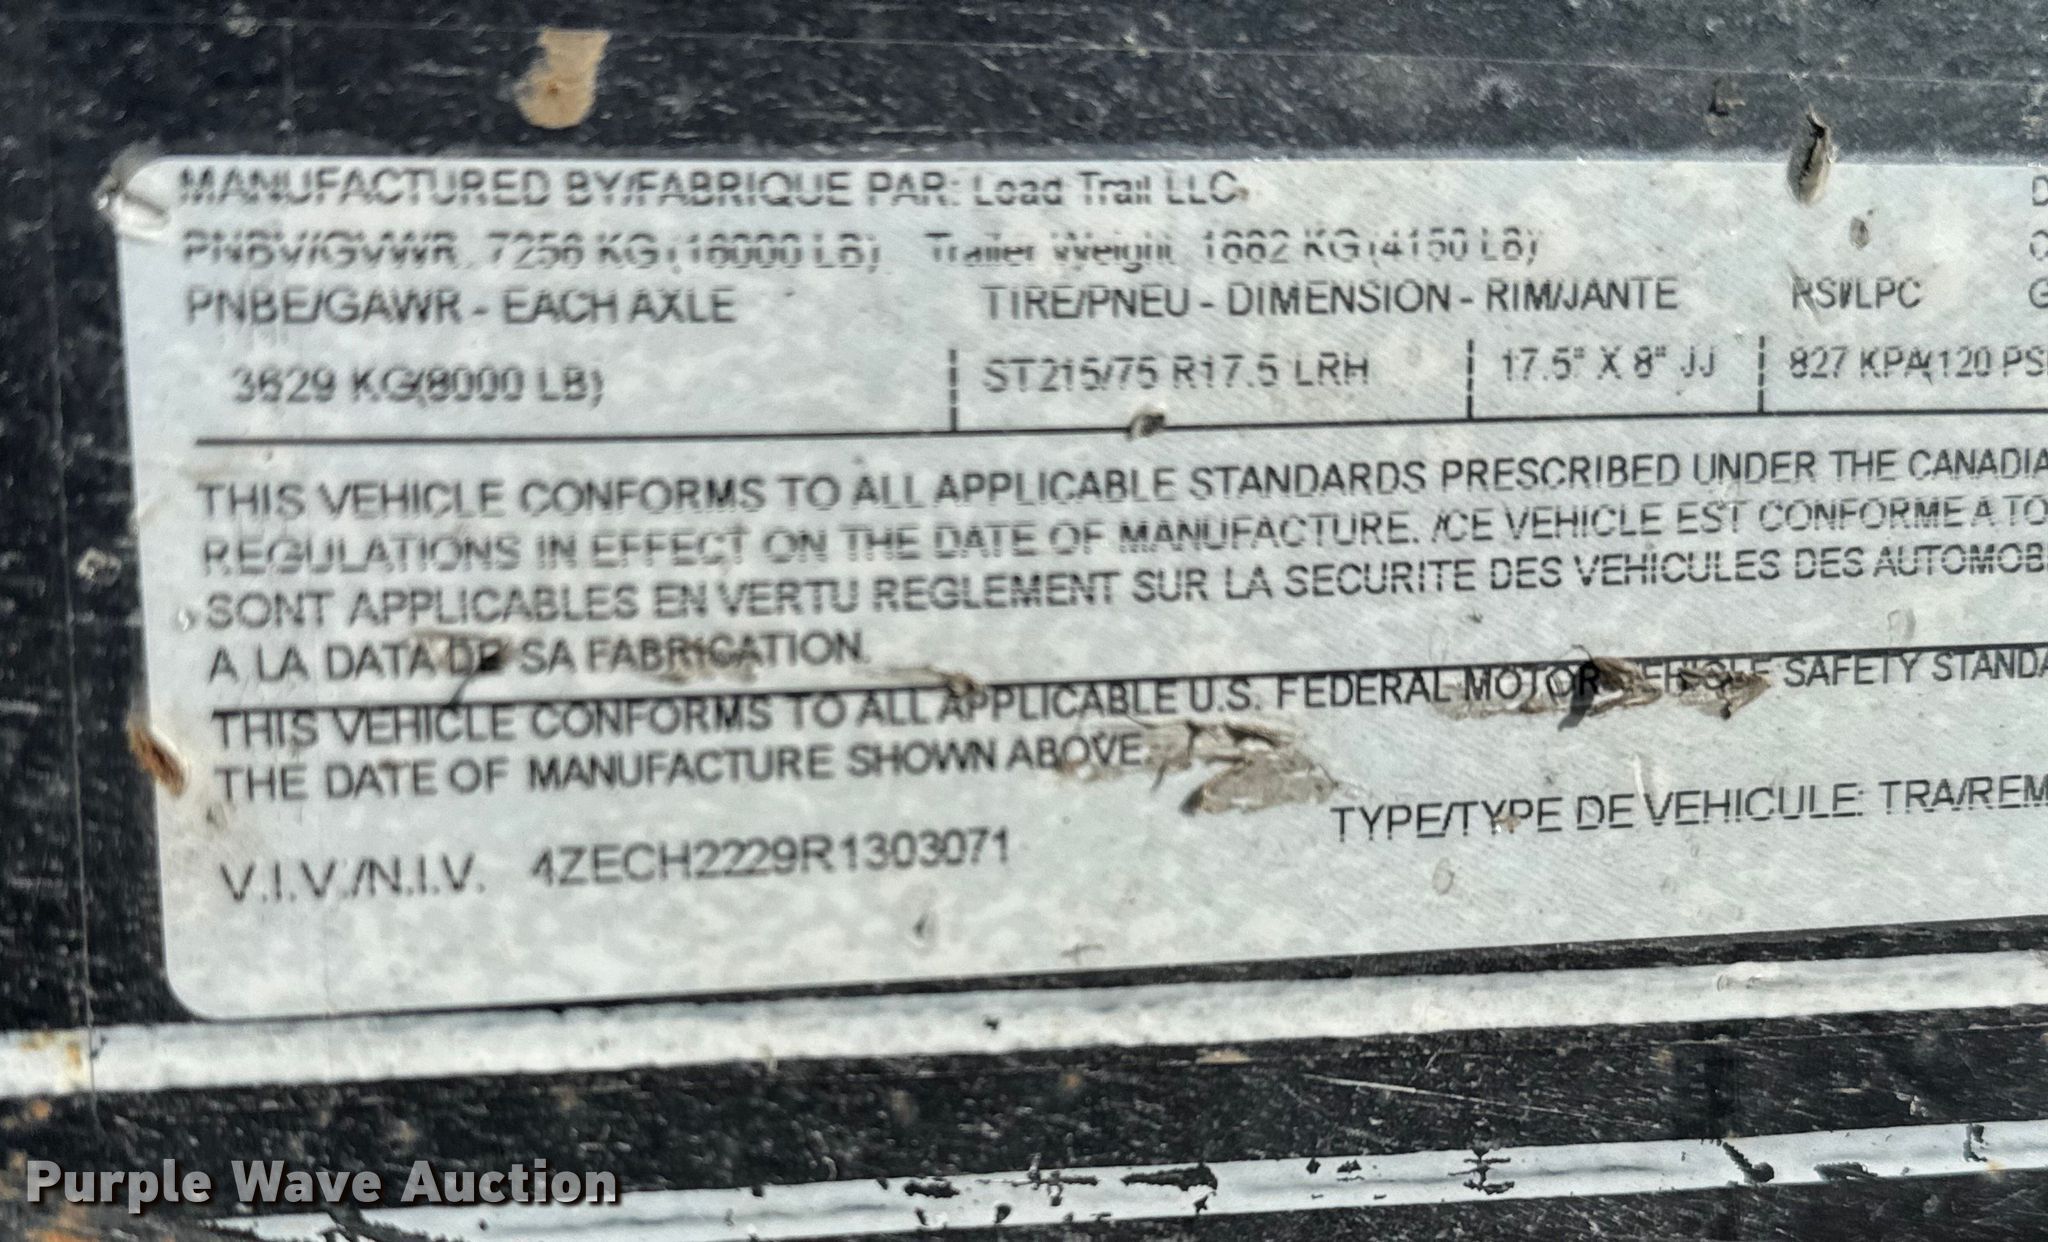 MANUFACTURED BY/FABRIQUE PAR: Load Trail LLC D
PNBV/GVWR 7256 KG (16000 LB) Trailer Weight 1882 KG (4150 LB)
PNBE/GAWR - EACH AXLE TIRE/PNEU - DIMENSION - RIM/JANTE RSI/LPC G
3629 KG(8000 LB) ST215/75 R17.5 LRH 17.5" X 8" JJ 827 KPA(120 PSI
THIS VEHICLE CONFORMS TO ALL APPLICABLE STANDARDS PRESCRIBED UNDER THE CANADIA
REGULATIONS IN EFFECT ON THE DATE OF MANUFACTURE. /CE VEHICLE EST CONFORME A TO
SONT APPLICABLES EN VERTU REGLEMENT SUR LA SECURITE DES VEHICULES DES AUTOMOB
A LA DATA DE SA FABRICATION.
THIS VEHICLE CONFORMS TO ALL APPLICABLE U.S. FEDERAL MOTOR VEHICLE SAFETY STANDA
THE DATE OF MANUFACTURE SHOWN ABOVE.
V.I.V./N.I.V. 4ZECH2229R1303071 TYPE/TYPE DE VEHICULE: TRA/REM
Purple Wave Auction